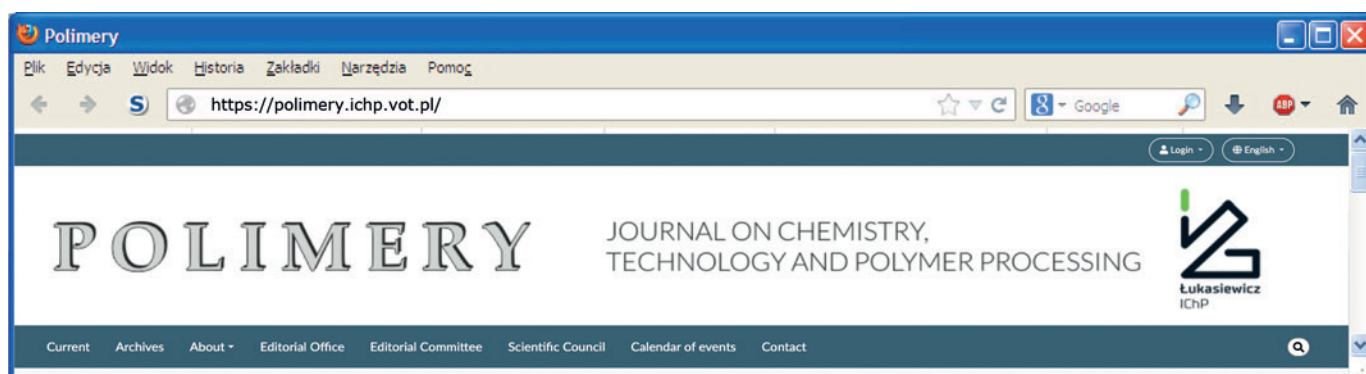 Polimery
Plik Edycja Widok Historia Zakładki Narzędzia Pomoc
S https://polimery.ichp.vot.pl/ 8 Google ABP
Login English
POLIMERY
JOURNAL ON CHEMISTRY,
TECHNOLOGY AND POLYMER PROCESSING
Łukasiewicz
IChP
Current Archives About Editorial Office Editorial Committee Scientific Council Calendar of events Contact